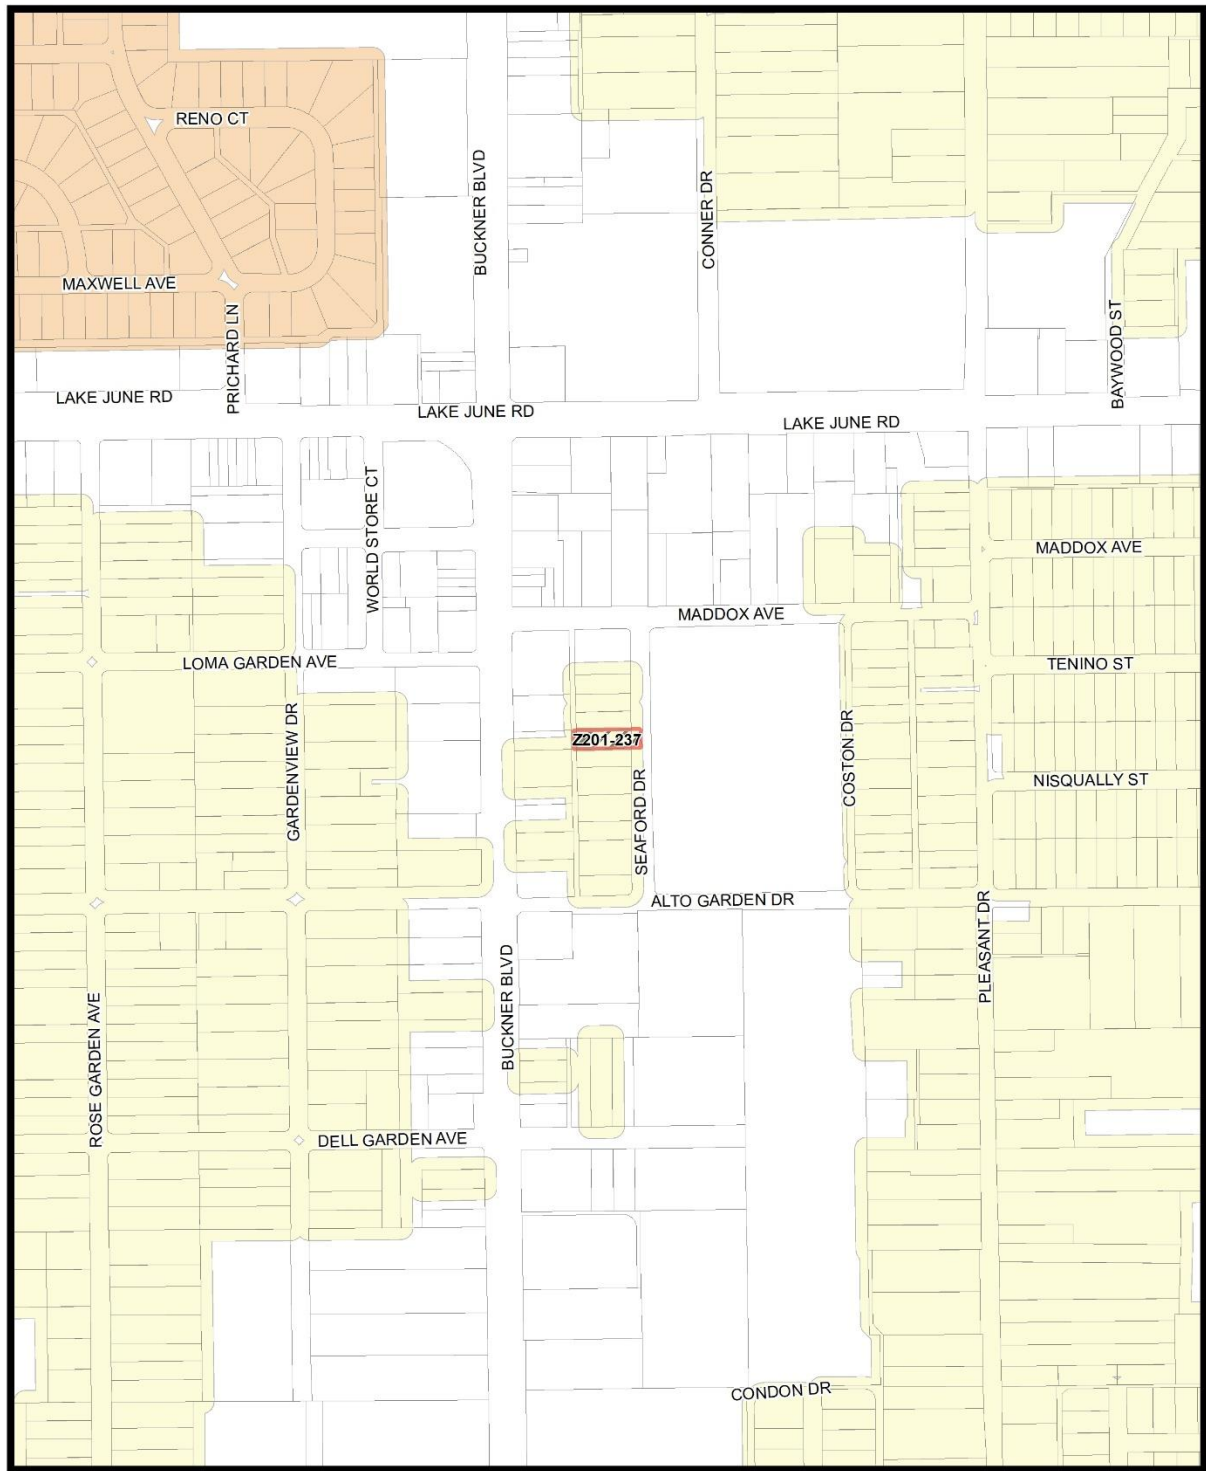 RENO CT
BUCKNER BLVD
CONNER DR
MAXWELL AVE
PRICHARD LN
BAYWOOD ST
LAKE JUNE RD
LAKE JUNE RD
LAKE JUNE RD
WORLD STORE CT
MADDOX AVE
MADDOX AVE
LOMA GARDEN AVE
TENINO ST
GARDENVIEW DR
Z201-237
COSTON DR
SEAFORD DR
NISQUALLY ST
ALTO GARDEN DR
PLEASANT DR
BUCKNER BLVD
ROSE GARDEN AVE
DELL GARDEN AVE
CONDON DR